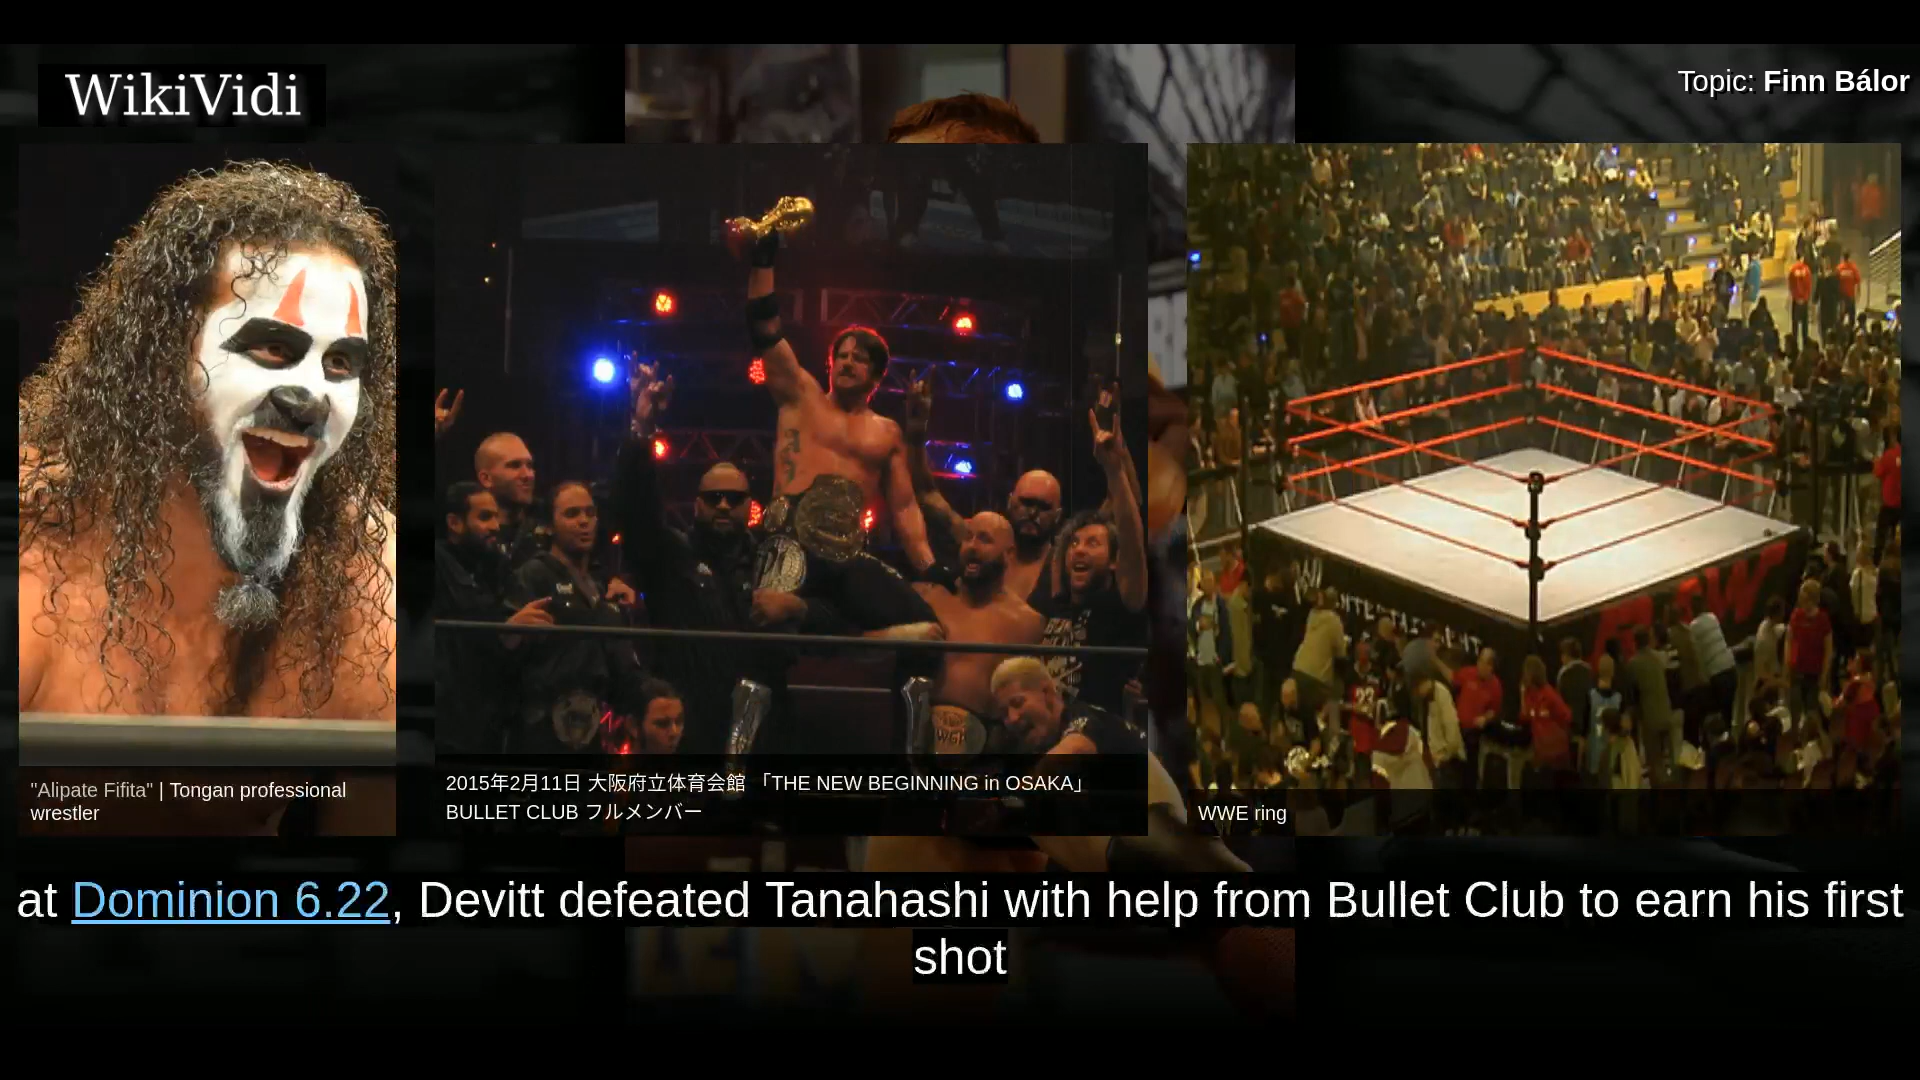 WikiVidi
Topic: Finn Bálor
"Alipate Fifita" | Tongan professional
wrestler
2015年2月11日 大阪府立体育会館 「THE NEW BEGINNING in OSAKA」
BULLET CLUB フルメンバー
WWE ring
at Dominion 6.22, Devitt defeated Tanahashi with help from Bullet Club to earn his first
shot